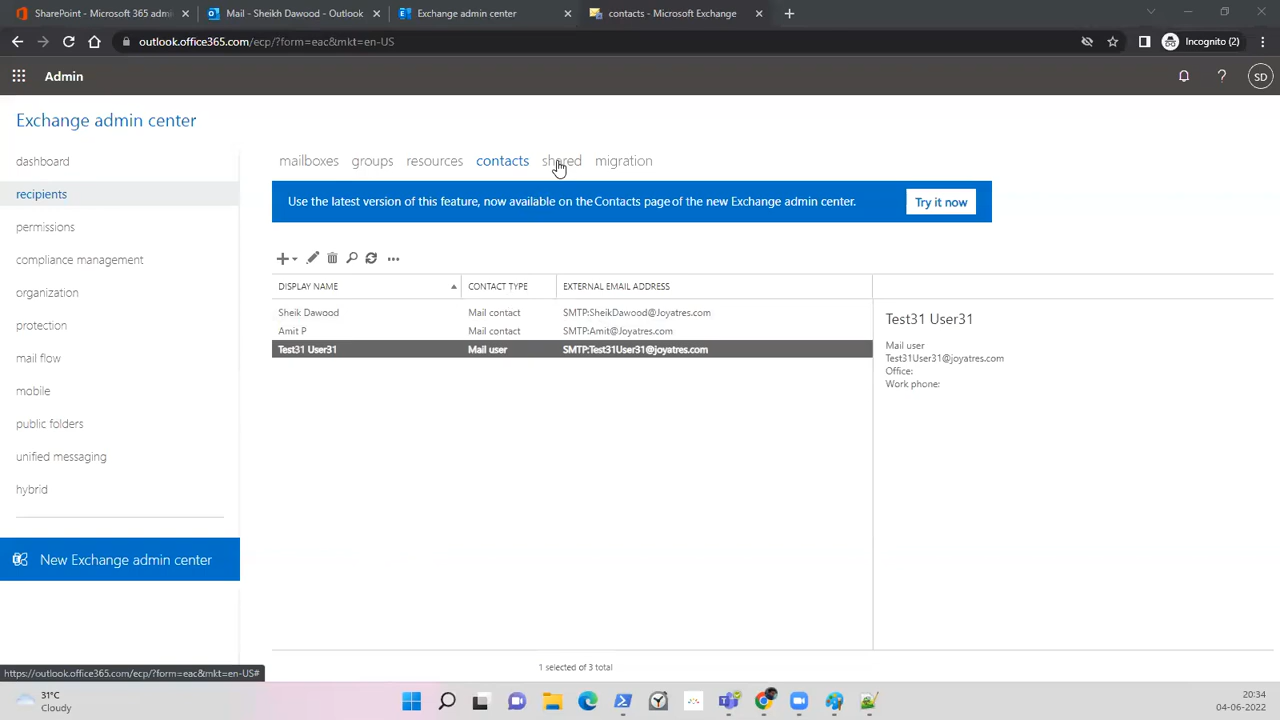 SharePoint - Microsoft 365 admin
Mail - Sheikh Dawood - Outlook
Exchange admin center
contacts - Microsoft Exchange
outlook.office365.com/ecp/?form=eac&mkt=en-US
Incognito (2)
Admin
?
SD
Exchange admin center
dashboard
recipients
permissions
compliance management
organization
protection
mail flow
mobile
public folders
unified messaging
hybrid
New Exchange admin center
mailboxes groups resources contacts shared migration
Use the latest version of this feature, now available on the Contacts page of the new Exchange admin center.
Try it now
DISPLAY NAME CONTACT TYPE EXTERNAL EMAIL ADDRESS
Sheik Dawood Mail contact SMTP:SheikDawood@Joyatres.com
Amit P Mail contact SMTP:Amit@Joyatres.com
Test31 User31 Mail user SMTP:Test31User31@joyatres.com
Test31 User31
Mail user
Test31User31@joyatres.com
Office:
Work phone:
1 selected of 3 total
https://outlook.office365.com/ecp/?form=eac&mkt=en-US#
31°C
Cloudy
20:34
04-06-2022